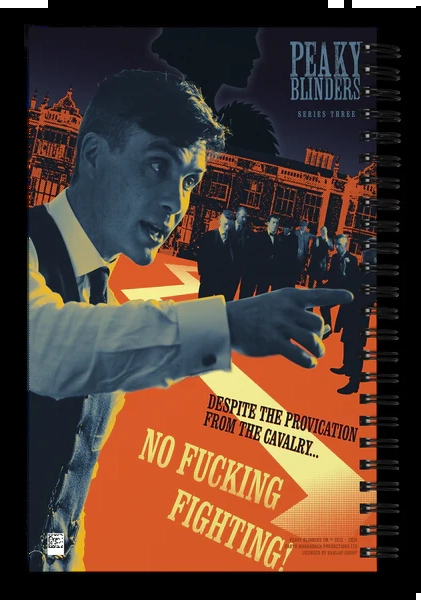 PEAKY
BLINDERS
SERIES THREE
DESPITE THE PROVICATION
FROM THE CAVALRY...
NO FUCKING
FIGHTING!